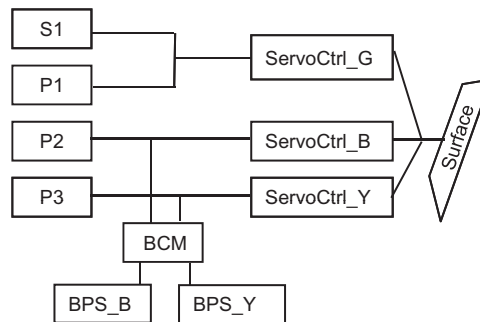 S1
ServoCtrl_G
P1
P2
ServoCtrl_B
Surface
P3
ServoCtrl_Y
BCM
BPS_B
BPS_Y